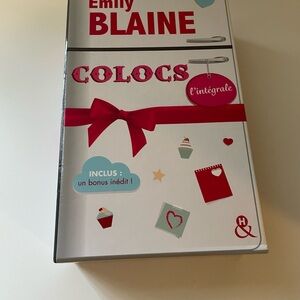 Emily
BLAINE
COLOCS
l'intégrale
INCLUS :
un bonus inédit !
H
&